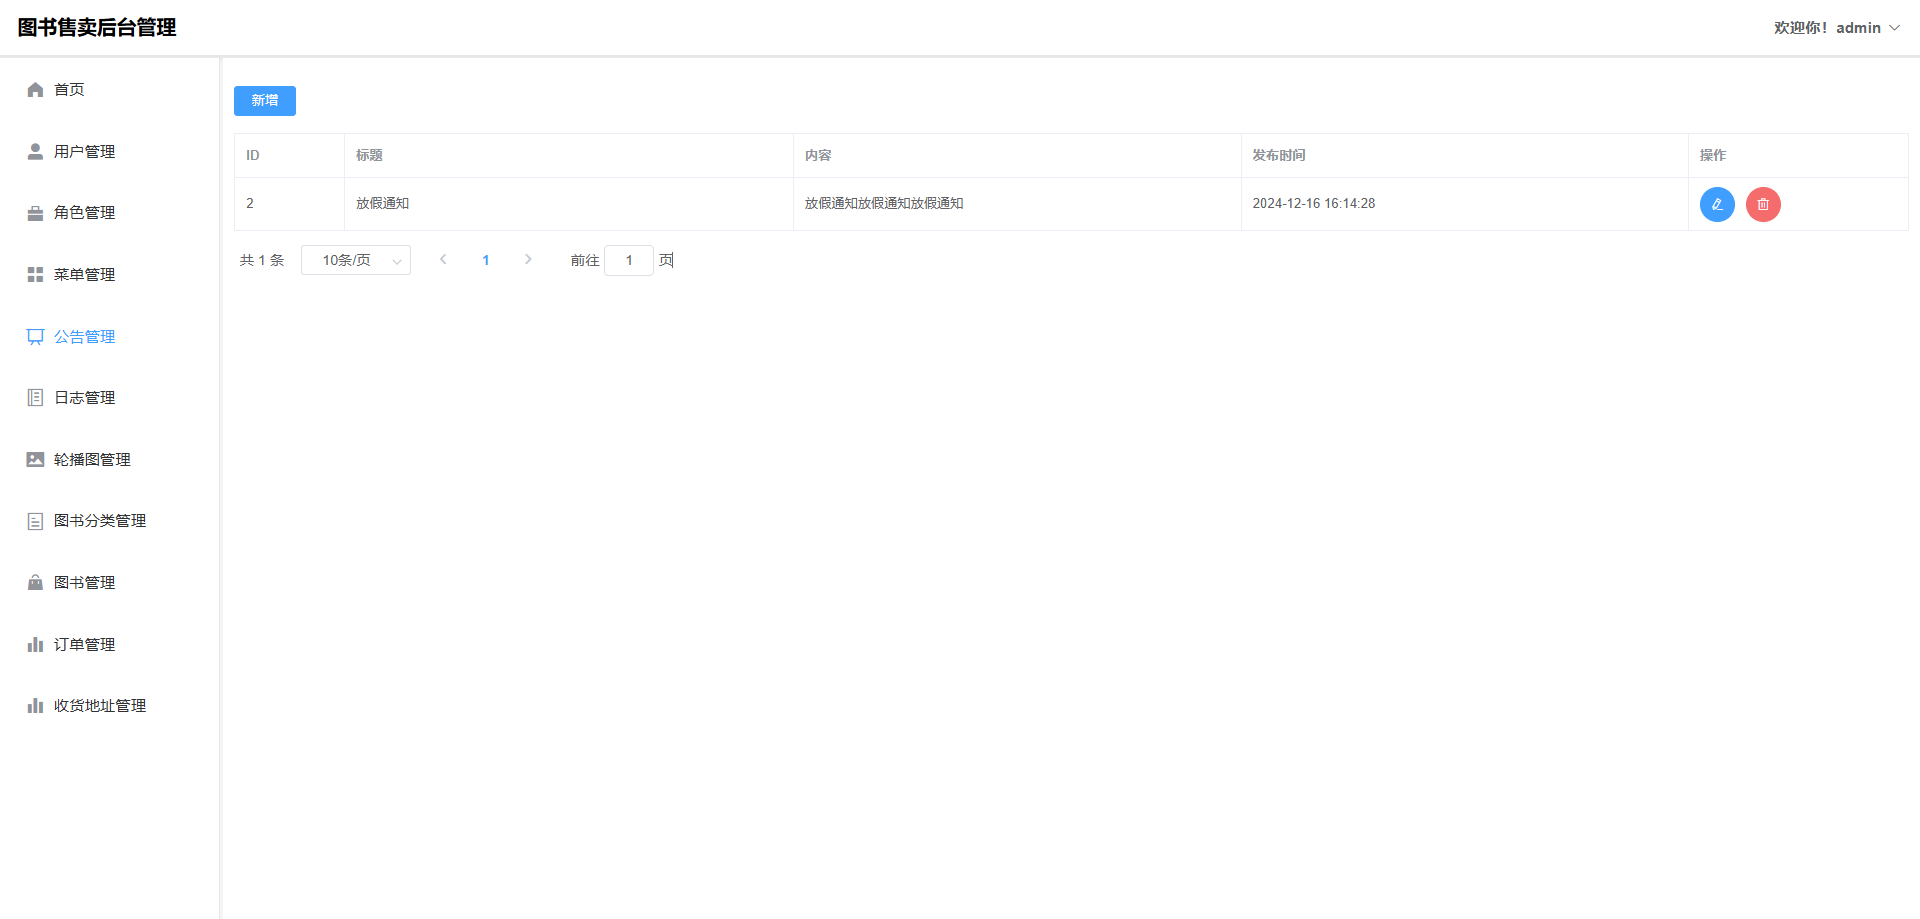 图书售卖后台管理
欢迎你！admin
首页
用户管理
角色管理
菜单管理
公告管理
日志管理
轮播图管理
图书分类管理
图书管理
订单管理
收货地址管理
新增
ID 标题 内容 发布时间 操作
2 放假通知 放假通知放假通知放假通知 2024-12-16 16:14:28
共 1 条 10条/页 1 前往 1 页